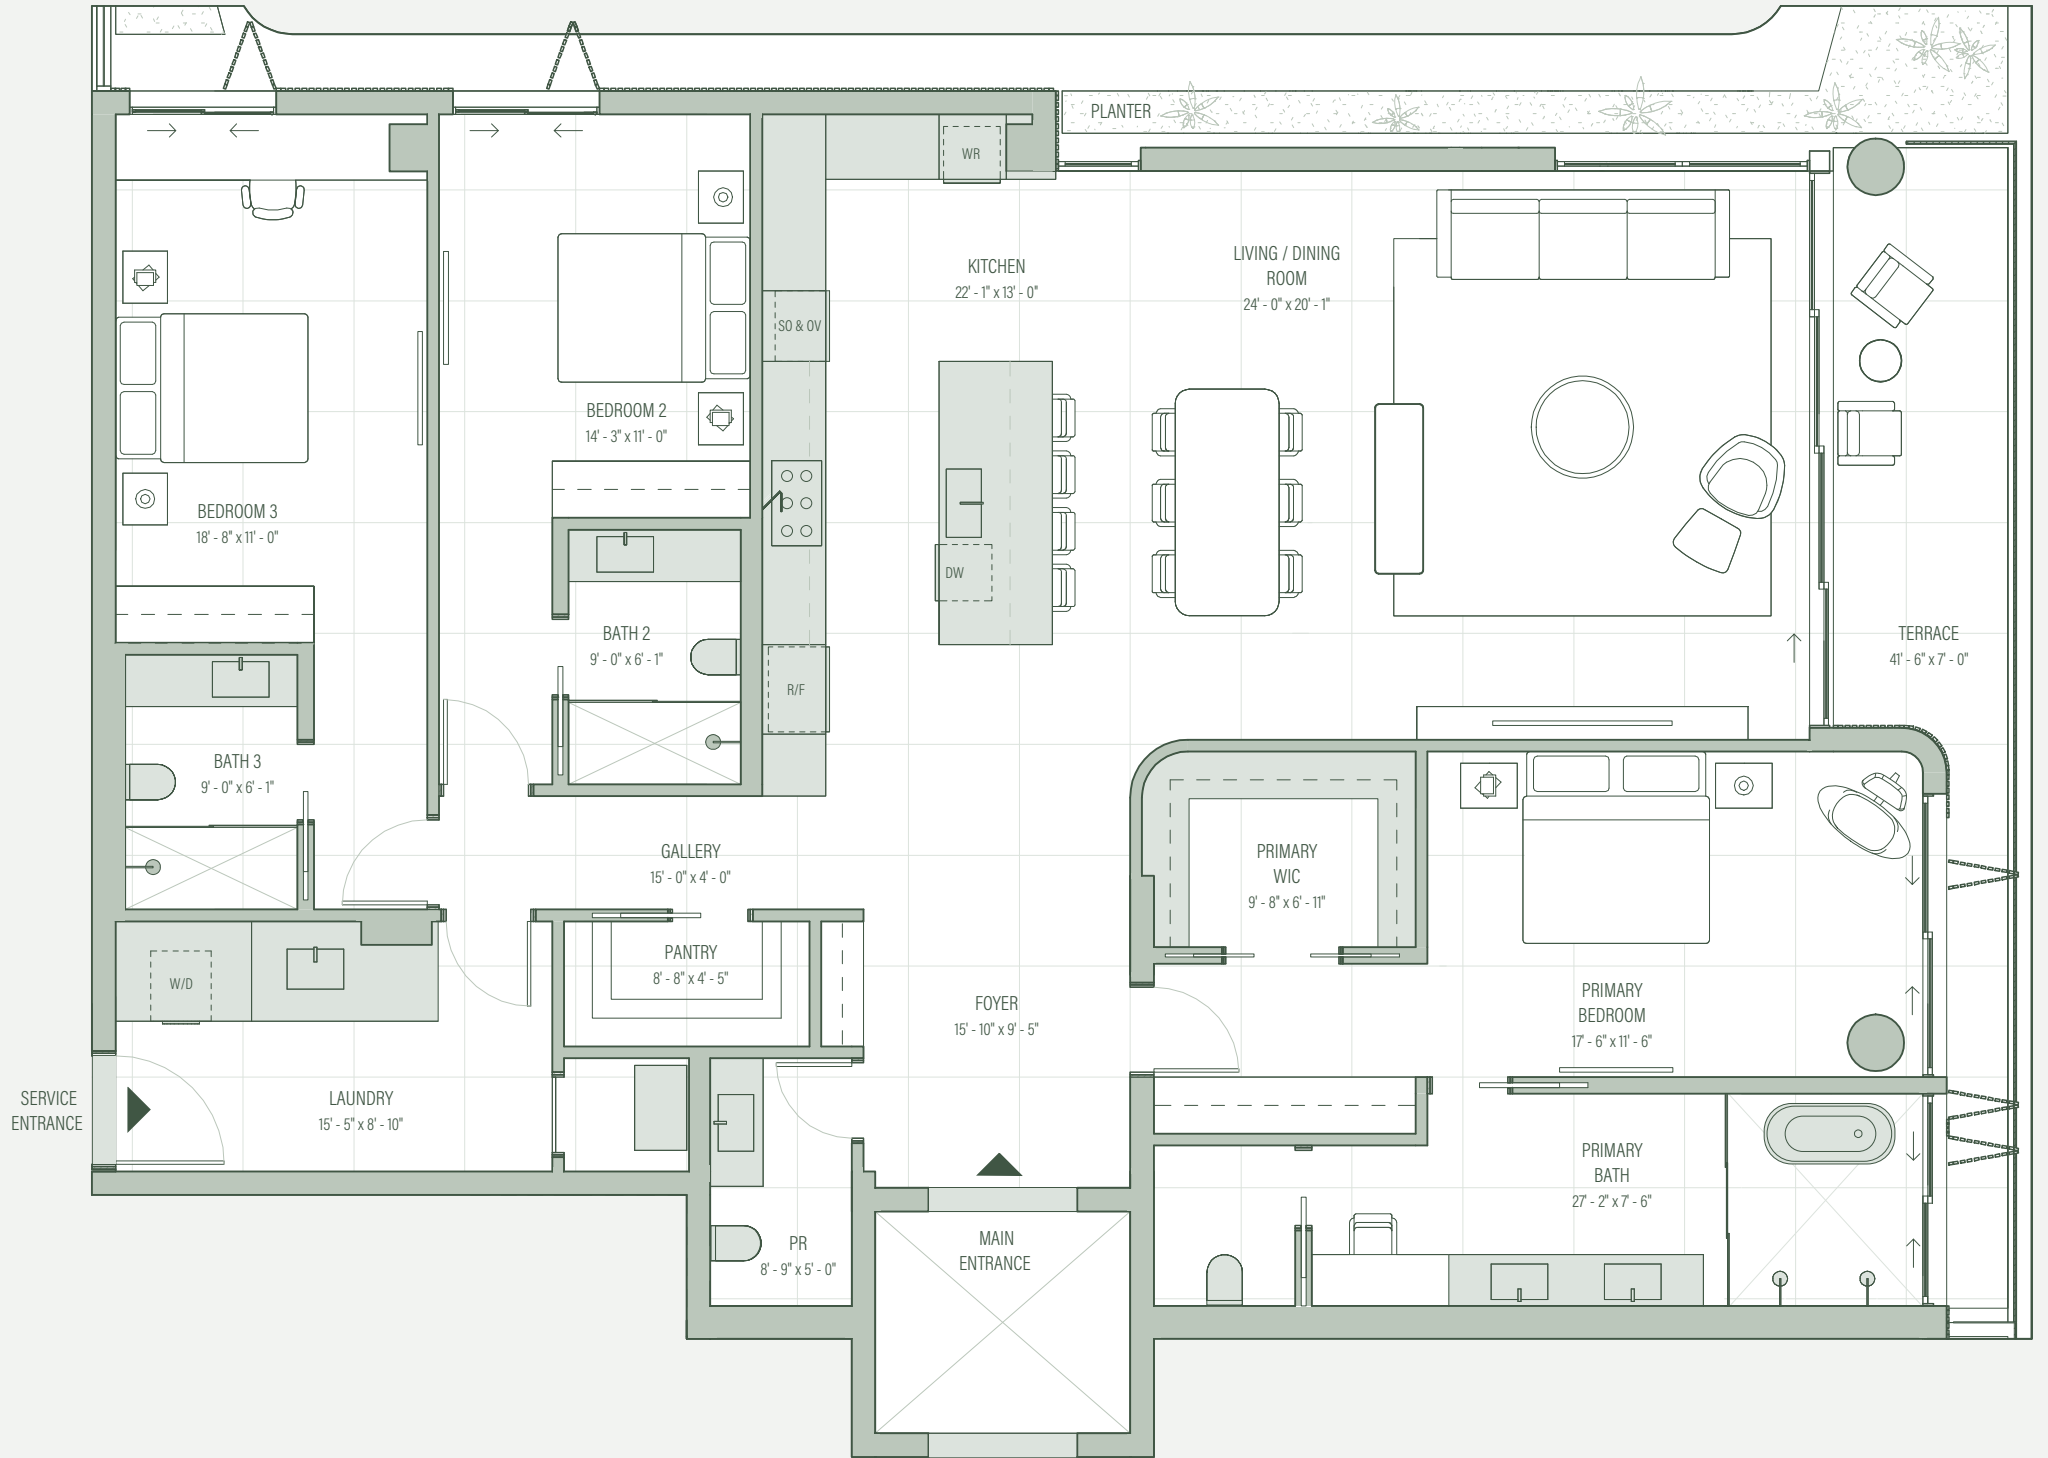 PLANTER
WR
KITCHEN
22' - 1" x 13' - 0"
LIVING / DINING
ROOM
24' - 0" x 20' - 1"
SO & OV
BEDROOM 2
14' - 3" x 11' - 0"
BEDROOM 3
18' - 8" x 11' - 0"
DW
BATH 2
9' - 0" x 6' - 1"
R/F
TERRACE
41' - 6" x 7' - 0"
BATH 3
9' - 0" x 6' - 1"
GALLERY
15' - 0" x 4' - 0"
PRIMARY
WIC
9' - 8" x 6' - 11"
PANTRY
8' - 8" x 4' - 5"
W/D
FOYER
15' - 10" x 9' - 5"
PRIMARY
BEDROOM
17' - 6" x 11' - 6"
SERVICE
ENTRANCE
LAUNDRY
15' - 5" x 8' - 10"
PRIMARY
BATH
27' - 2" x 7' - 6"
PR
8' - 9" x 5' - 0"
MAIN
ENTRANCE